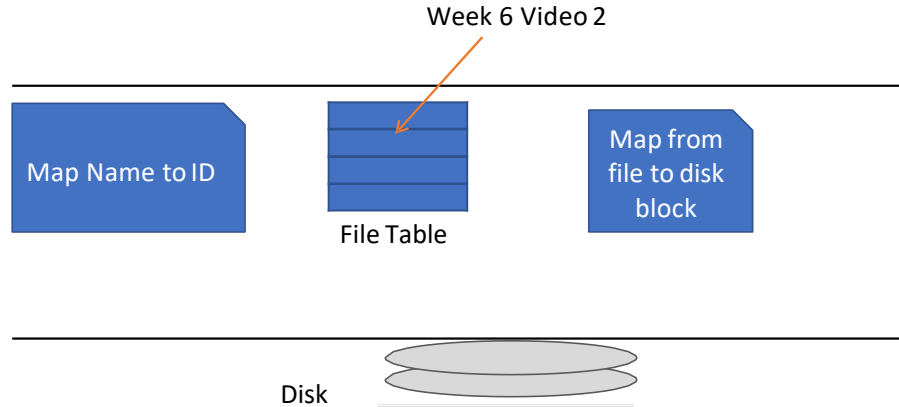 Week 6 Video 2
Map Name to ID
File Table
Map from
file to disk
block
Disk